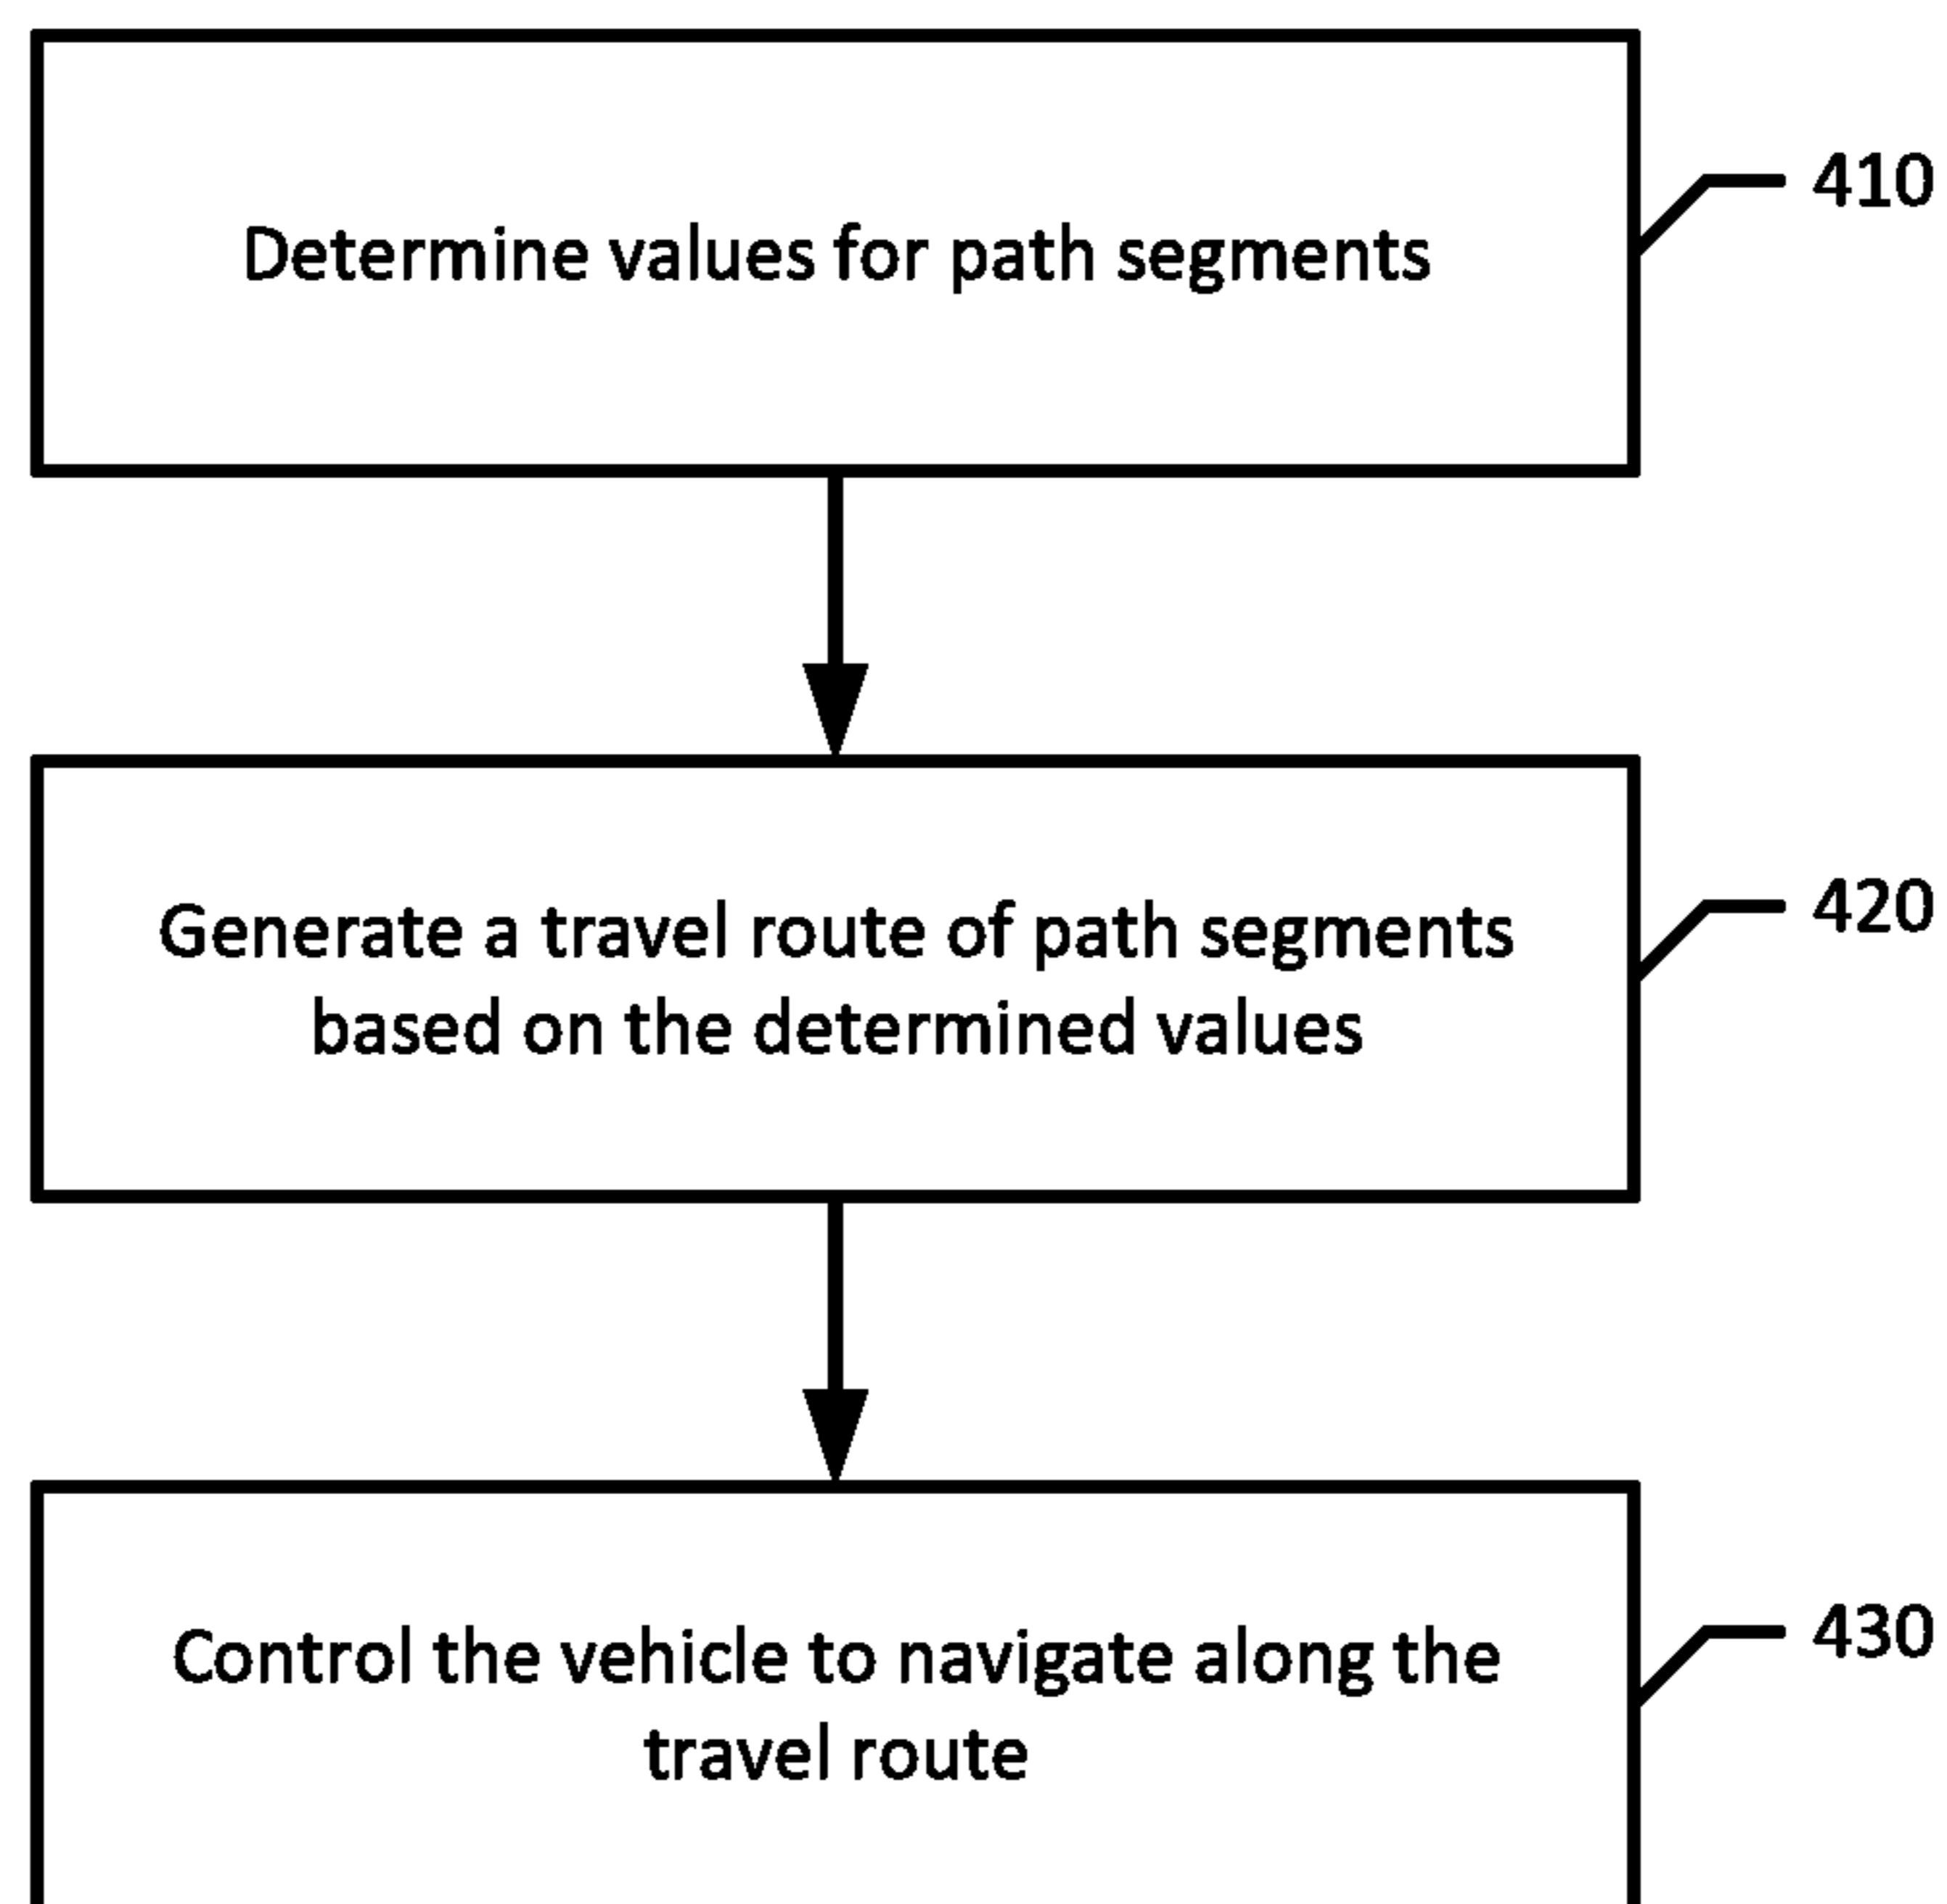 Determine values for path segments
410
Generate a travel route of path segments
based on the determined values
420
Control the vehicle to navigate along the
travel route
430